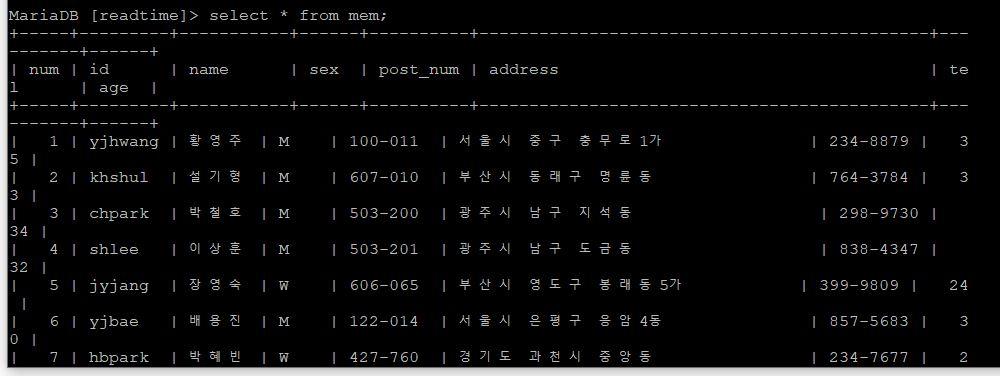 MariaDB [readtime]> select * from mem;
+-----+---------+-----------+------+----------+---------------------------------------------+---
-------+------+
| num | id | name | sex | post_num | address | te
l | age |
+-----+---------+-----------+------+----------+---------------------------------------------+---
-------+------+
| 1 | yjhwang | 황영주 | M | 100-011 | 서울시 중구 충무로1가 | 234-8879 | 3
5 |
| 2 | khshul | 설기형 | M | 607-010 | 부산시 동래구 명륜동 | 764-3784 | 3
3 |
| 3 | chpark | 박철호 | M | 503-200 | 광주시 남구 지석동 | 298-9730 |
34 |
| 4 | shlee | 이상훈 | M | 503-201 | 광주시 남구 도금동 | 838-4347 |
32 |
| 5 | jyjang | 장영숙 | W | 606-065 | 부산시 영도구 봉래동5가 | 399-9809 | 24
|
| 6 | yjbae | 배용진 | M | 122-014 | 서울시 은평구 응암4동 | 857-5683 | 3
0 |
| 7 | hbpark | 박혜빈 | W | 427-760 | 경기도 과천시 중앙동 | 234-7677 | 2